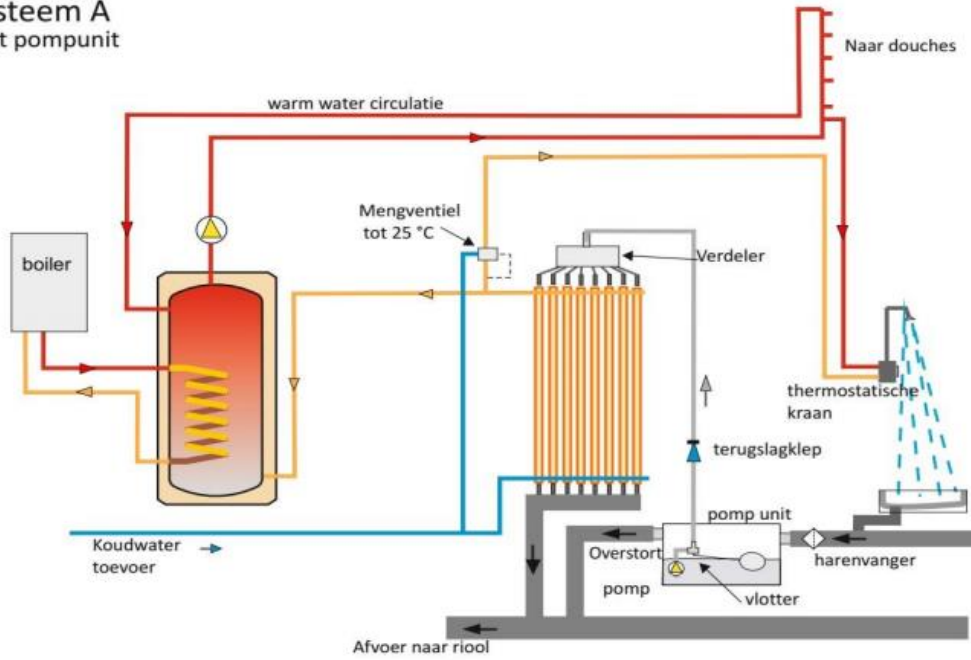 steem A
t pompunit
Naar douches
warm water circulatie
Mengventiel
tot 25 °C
boiler
Verdeler
thermostatische
kraan
terugslagklep
pomp unit
Koudwater
toevoer
Overstort
harenvanger
pomp
vlotter
Afvoer naar riool